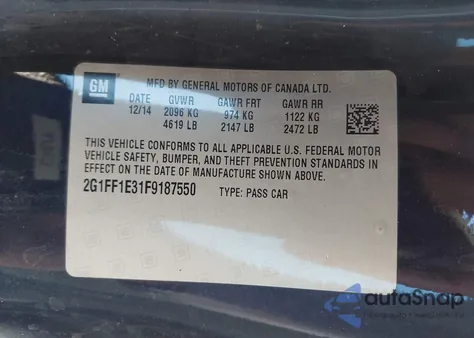 GM
MFD BY GENERAL MOTORS OF CANADA LTD.
DATE GVWR GAWR FRT GAWR RR
12/14 2096 KG 974 KG 1122 KG
4619 LB 2147 LB 2472 LB
THIS VEHICLE CONFORMS TO ALL APPLICABLE U.S. FEDERAL MOTOR
VEHICLE SAFETY, BUMPER, AND THEFT PREVENTION STANDARDS IN
EFFECT ON THE DATE OF MANUFACTURE SHOWN ABOVE.
2G1FF1E31F9187550 TYPE: PASS CAR
autoSnap